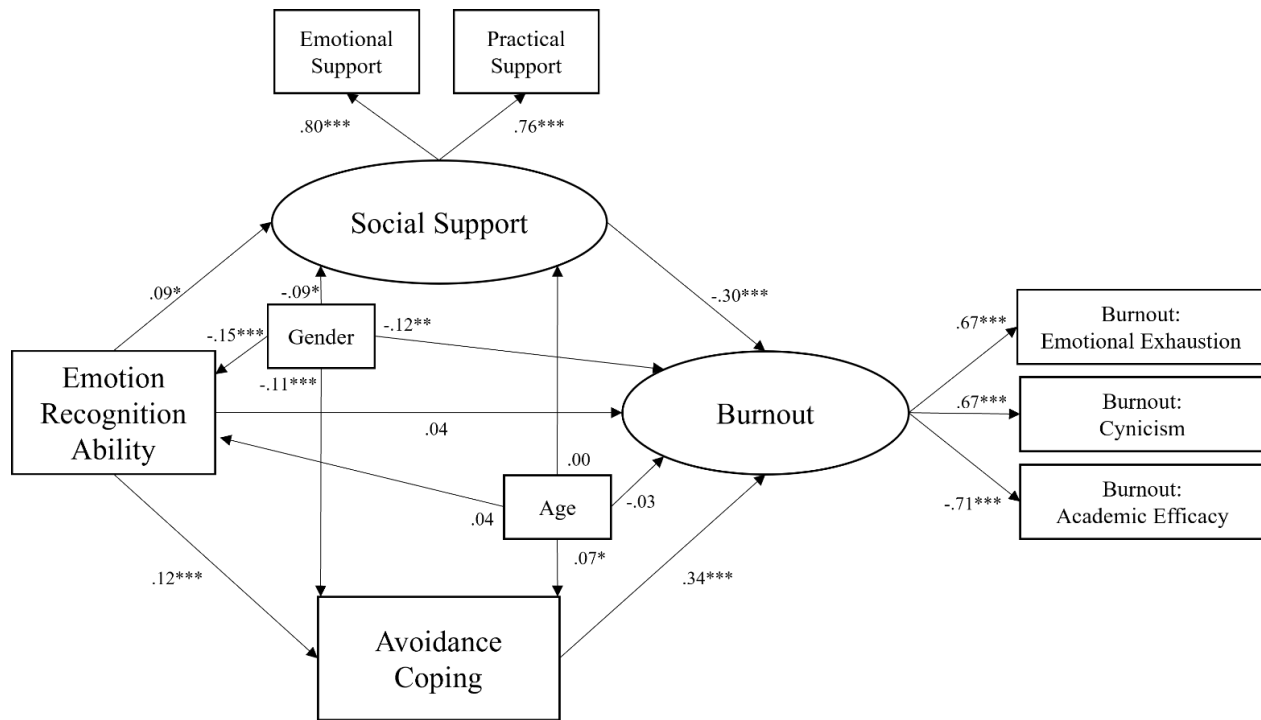 Emotional
Support
Practical
Support
.80***
.76***
Social Support
.09*
-.09*
-.30***
-.15***
Gender
-.12**
.67***
Burnout:
Emotional Exhaustion
-.11***
Emotion
Recognition
Ability
Burnout
.67***
Burnout:
Cynicism
.04
.00
-.71***
Burnout:
Academic Efficacy
.04
Age
-.03
.07*
.12***
.34***
Avoidance
Coping